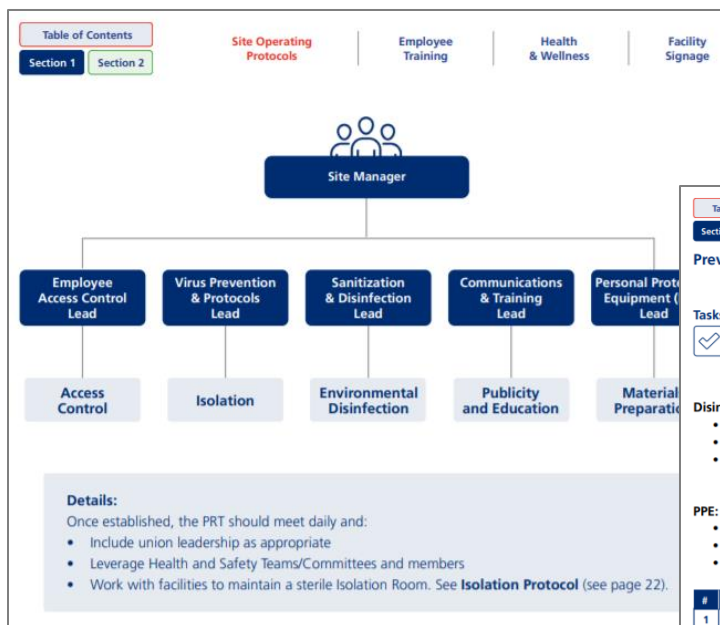 Table of Contents
Section 1
Section 2
Site Operating
Protocols
Employee
Training
Health
& Wellness
Facility
Signage
Site Manager
Employee
Access Control
Lead
Virus Prevention
& Protocols
Lead
Sanitization
& Disinfection
Lead
Communications
& Training
Lead
Personal
Equipment
Lead
Access
Control
Isolation
Environmental
Disinfection
Publicity
and Education
Material
Details:
Once established, the PRT should meet daily and:
• Include union leadership as appropriate
• Leverage Health and Safety Teams/Committees and members
• Work with facilities to maintain a sterile Isolation Room. See Isolation Protocol (see page 22).
PPE:
#
1